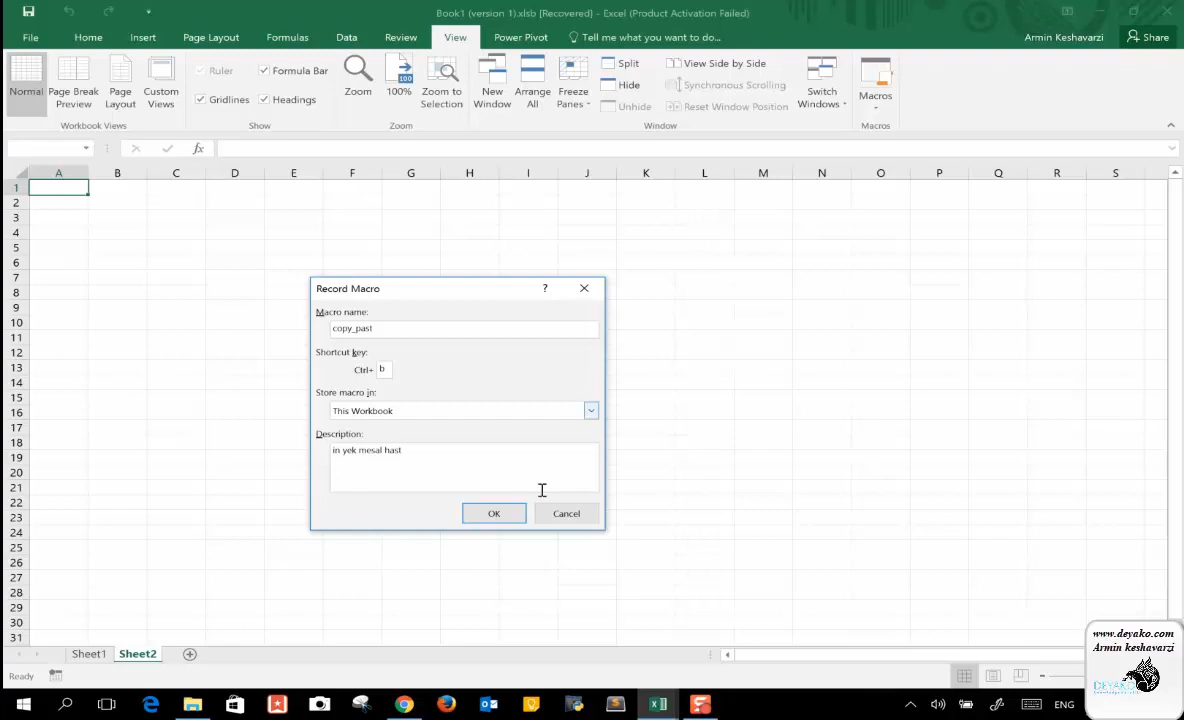 Book1 (version 1).xlsb [Recovered] - Excel (Product Activation Failed)
File Home Insert Page Layout Formulas Data Review View Power Pivot Tell me what you want to do... Armin Keshavarzi Share
Normal
Page Break Preview
Page Layout
Custom Views
Workbook Views
Ruler
Formula Bar
Gridlines
Headings
Show
Zoom
100%
Zoom to Selection
Zoom
New Window
Arrange All
Freeze Panes
Split
Hide
Unhide
View Side by Side
Synchronous Scrolling
Reset Window Position
Switch Windows
Window
Macros
Macros
fx
A B C D E F G H I J K L M N O P Q R S
1
2
3
4
5
6
7
8
9
10
11
12
13
14
15
16
17
18
19
20
21
22
23
24
25
26
27
28
29
30
31
Record Macro ?
Macro name:
copy_past
Shortcut key:
Ctrl+ b
Store macro in:
This Workbook
Description:
in yek mesal hast
OK Cancel
Sheet1 Sheet2
Ready
ENG
www.deyako.com
Armin keshavarzi
DEYAKO